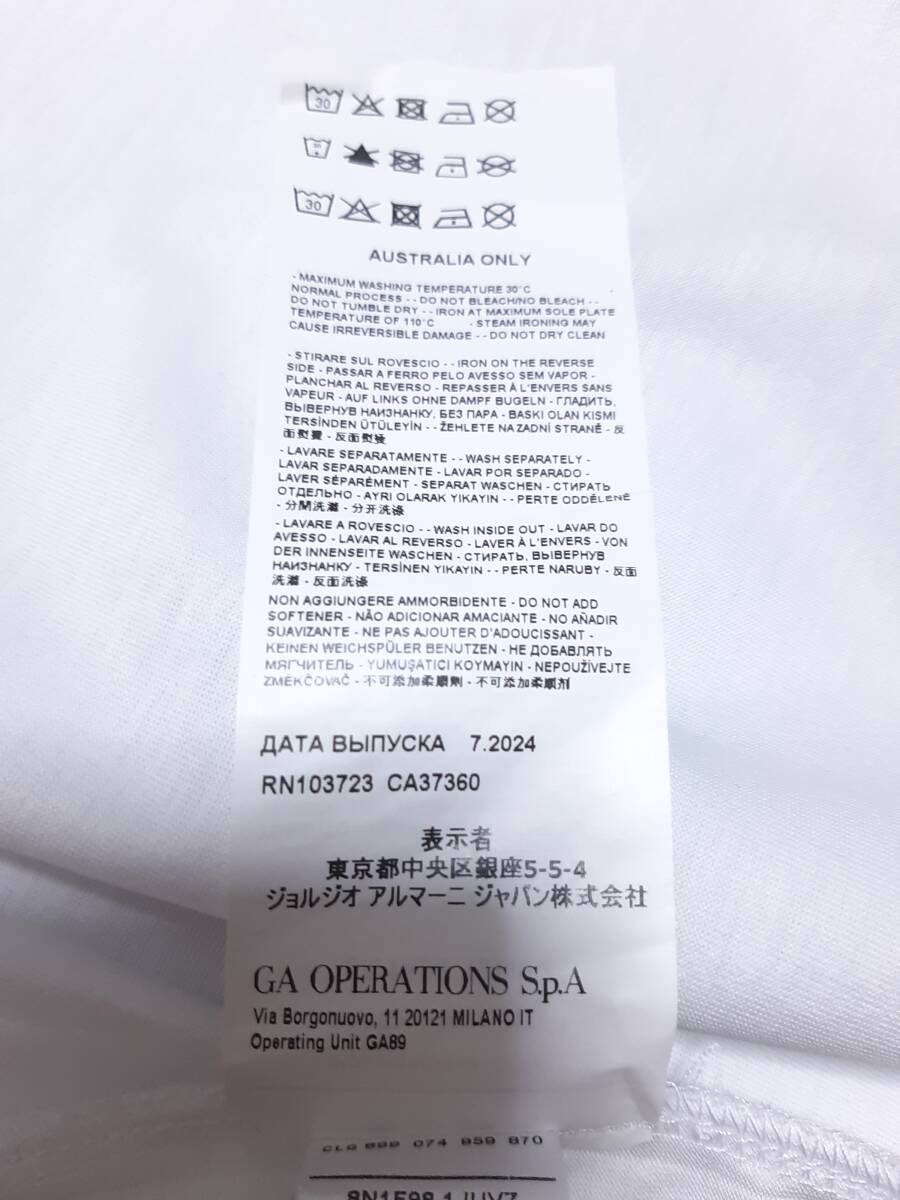 30
30
30
AUSTRALIA ONLY
- MAXIMUM WASHING TEMPERATURE 30°C
NORMAL PROCESS - - DO NOT BLEACH/NO BLEACH - -
DO NOT TUMBLE DRY - - IRON AT MAXIMUM SOLE PLATE
TEMPERATURE OF 110°C - STEAM IRONING MAY
CAUSE IRREVERSIBLE DAMAGE - - DO NOT DRY CLEAN
- STIRARE SUL ROVESCIO - - IRON ON THE REVERSE
SIDE - PASSAR A FERRO PELO AVESSO SEM VAPOR -
PLANCHAR AL REVERSO - REPASSER À L'ENVERS SANS
VAPEUR - AUF LINKS OHNE DAMPF BUGELN - ГЛАДИТЬ,
ВЫВЕРНУВ НАИЗНАНКУ, БЕЗ ПАРА - BASKI OLAN KISMI
TERSİNDEN ÜTÜLEYİN - - ŽEHLETE NA ZADNÍ STRANĚ - 反
面熨燙 - 反面熨烫
- LAVARE SEPARATAMENTE - - WASH SEPARATELY -
LAVAR SEPARADAMENTE - LAVAR POR SEPARADO -
LAVER SÉPARÉMENT - SEPARAT WASCHEN - СТИРАТЬ
ОТДЕЛЬНО - AYRI OLARAK YIKAYIN - - PERTE ODDĚLENĚ
- 分開洗滌 - 分开洗涤
- LAVARE A ROVESCIO - - WASH INSIDE OUT - LAVAR DO
AVESSO - LAVAR AL REVERSO - LAVER À L'ENVERS - VON
DER INNENSEITE WASCHEN - СТИРАТЬ, ВЫВЕРНУВ
НАИЗНАНКУ - TERSİNEN YIKAYIN - - PERTE NARUBY - 反面
洗滌 - 反面洗涤
NON AGGIUNGERE AMMORBIDENTE - DO NOT ADD
SOFTENER - NÃO ADICIONAR AMACIANTE - NO AÑADIR
SUAVIZANTE - NE PAS AJOUTER D'ADOUCISSANT -
KEINEN WEICHSPÜLER BENUTZEN - НЕ ДОБАВЛЯТЬ
МЯГЧИТЕЛЬ - YUMUŞATICI KOYMAYIN - NEPOUŽÍVEJTE
ZMĚKČOVAČ - 不可添加柔順劑 - 不可添加柔顺剂
ДАТА ВЫПУСКА 7.2024
RN103723 CA37360
表示者
東京都中央区銀座5-5-4
ジョルジオ アルマーニ ジャパン株式会社
GA OPERATIONS S.p.A
Via Borgonuovo, 11 20121 MILANO IT
Operating Unit GA89
074 959 870